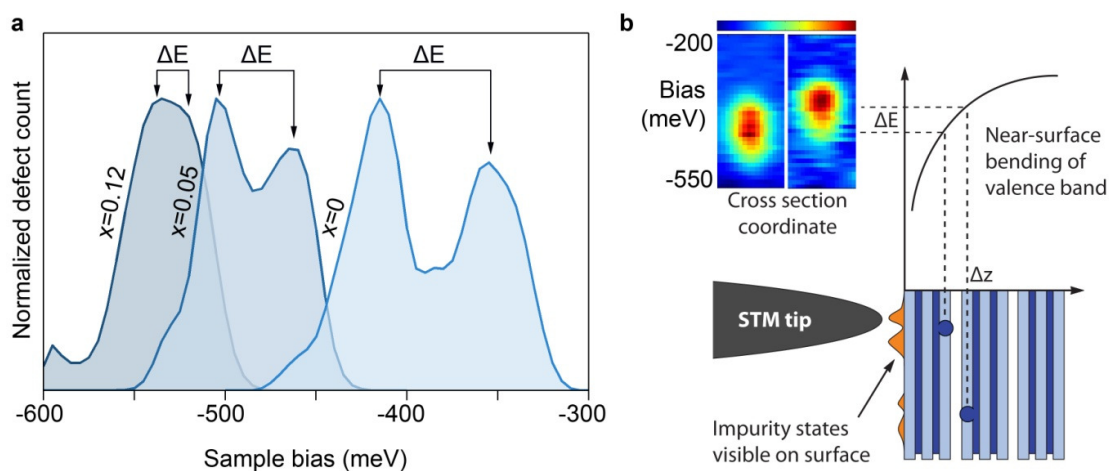 a
ΔE
ΔE
ΔE
Normalized defect count
x=0.12
x=0.05
x=0
-600
-500
-400
-300
Sample bias (meV)
b
-200
Bias
(meV)
-550
Cross section
coordinate
ΔE
Near-surface
bending of
valence band
Δz
STM tip
Impurity states
visible on surface